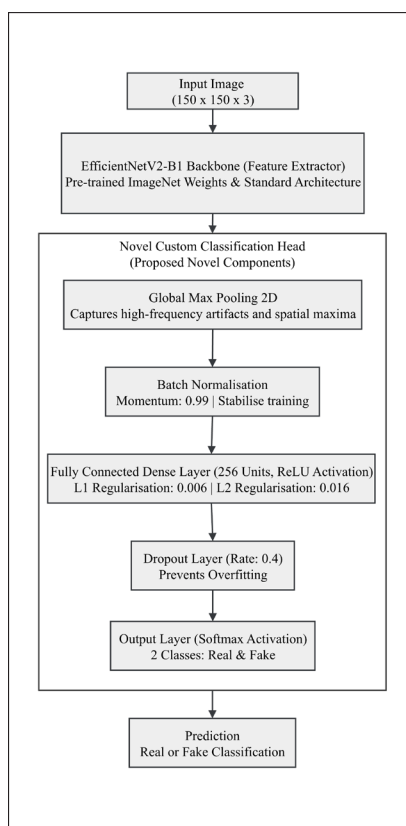 Input Image
(150 x 150 x 3)
EfficientNetV2-B1 Backbone (Feature Extractor)
Pre-trained ImageNet Weights & Standard Architecture
Novel Custom Classification Head
(Proposed Novel Components)
Global Max Pooling 2D
Captures high-frequency artifacts and spatial maxima
Batch Normalisation
Momentum: 0.99 | Stabilise training
Fully Connected Dense Layer (256 Units, ReLU Activation)
L1 Regularisation: 0.006 | L2 Regularisation: 0.016
Dropout Layer (Rate: 0.4)
Prevents Overfitting
Output Layer (Softmax Activation)
2 Classes: Real & Fake
Prediction
Real or Fake Classification